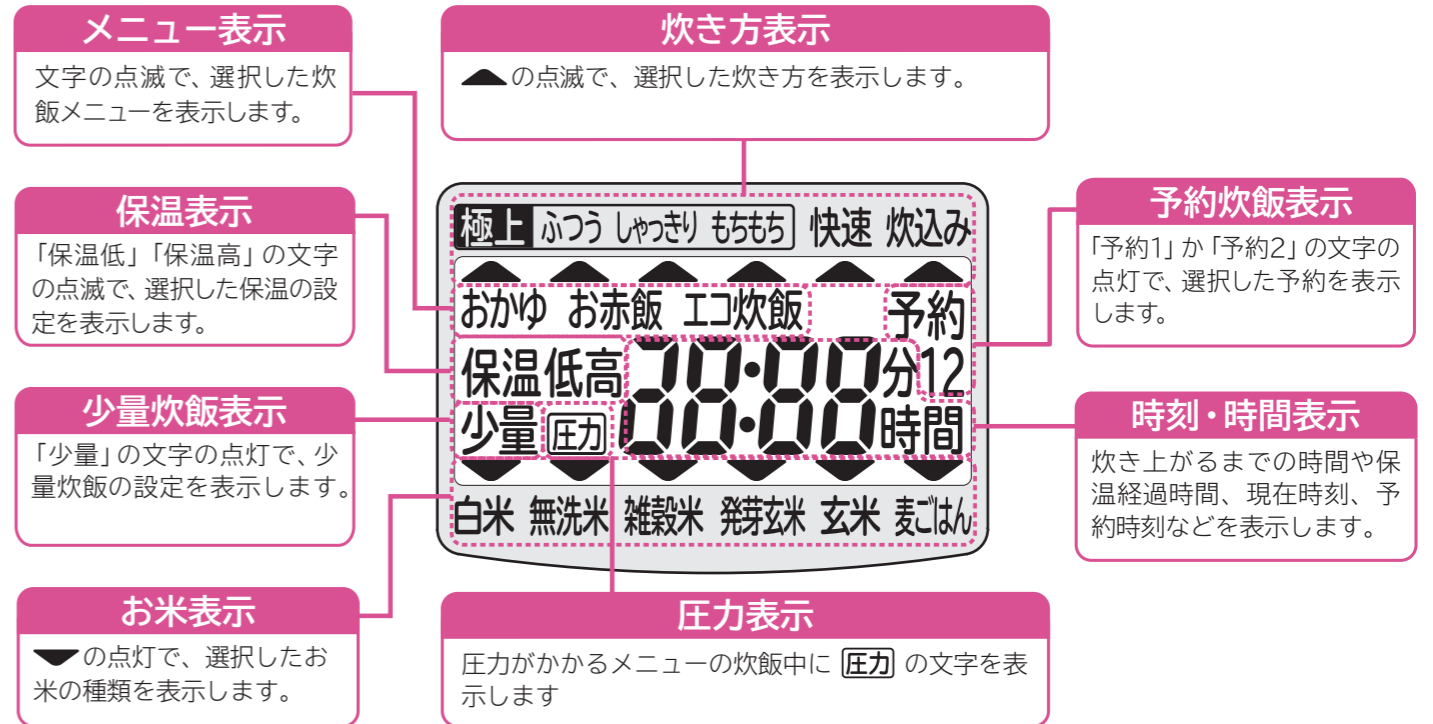 メニュー表示
文字の点滅で、選択した炊
飯メニューを表示します。
炊き方表示
▲の点滅で、選択した炊き方を表示します。
保温表示
「保温低」「保温高」の文字
の点滅で、選択した保温の設
定を表示します。
少量炊飯表示
「少量」の文字の点灯で、少
量炊飯の設定を表示します。
お米表示
▼の点灯で、選択したお
米の種類を表示します。
極上 ふつう しゃっきり もちもち 快速 炊込み
おかゆ お赤飯 エコ炊飯 予約
保温低高 38:88 分 12
少量 圧力 時間
白米 無洗米 雑穀米 発芽玄米 玄米 麦ごはん
予約炊飯表示
「予約1」か「予約2」の文字の
点灯で、選択した予約を表示
します。
時刻・時間表示
炊き上がるまでの時間や保
温経過時間、現在時刻、予
約時刻などを表示します。
圧力表示
圧力がかかるメニューの炊飯中に 圧力 の文字を表
示します